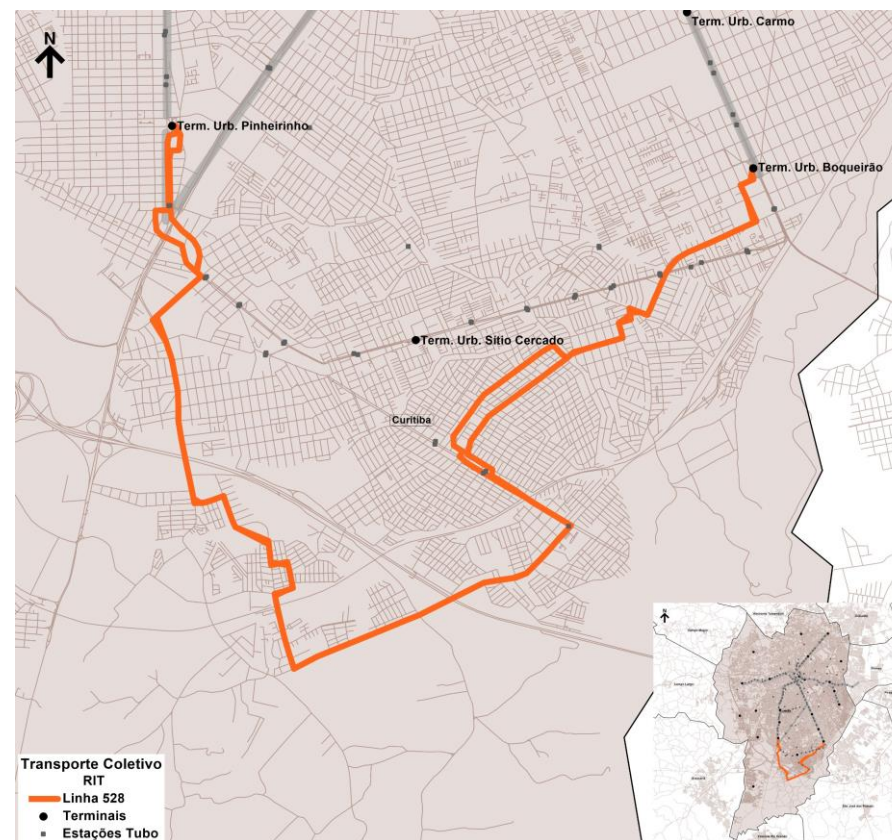 Term. Urb. Carmo
N
Term. Urb. Pinheirinho
Term. Urb. Boqueirão
Term. Urb. Sítio Cercado
Curitiba
N
Transporte Coletivo
RIT
Linha 528
Terminais
Estações Tubo